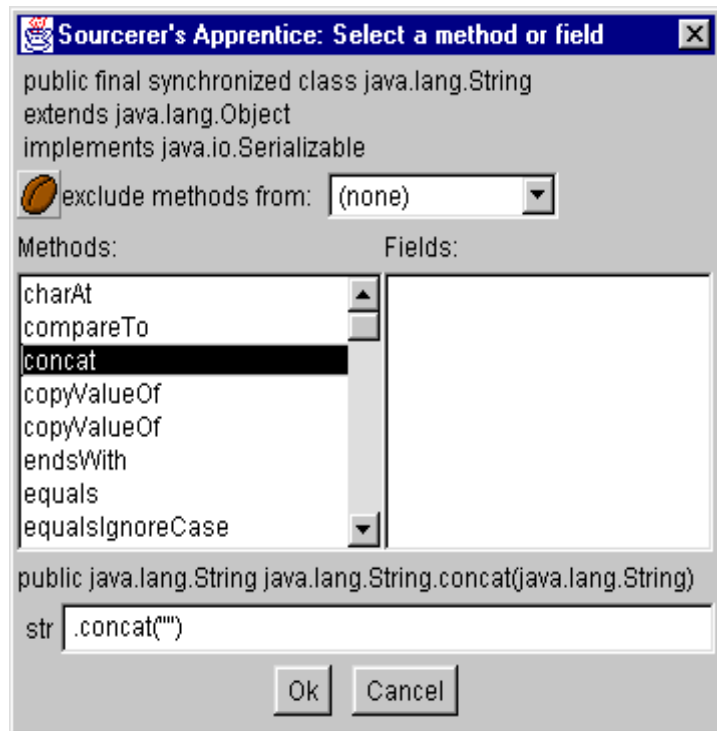 Sourcerer's Apprentice: Select a method or field
public final synchronized class java.lang.String
extends java.lang.Object
implements java.io.Serializable
exclude methods from: (none)
Methods: Fields:
charAt
compareTo
concat
copyValueOf
copyValueOf
endsWith
equals
equalsIgnoreCase
public java.lang.String java.lang.String.concat(java.lang.String)
str .concat("")
Ok Cancel